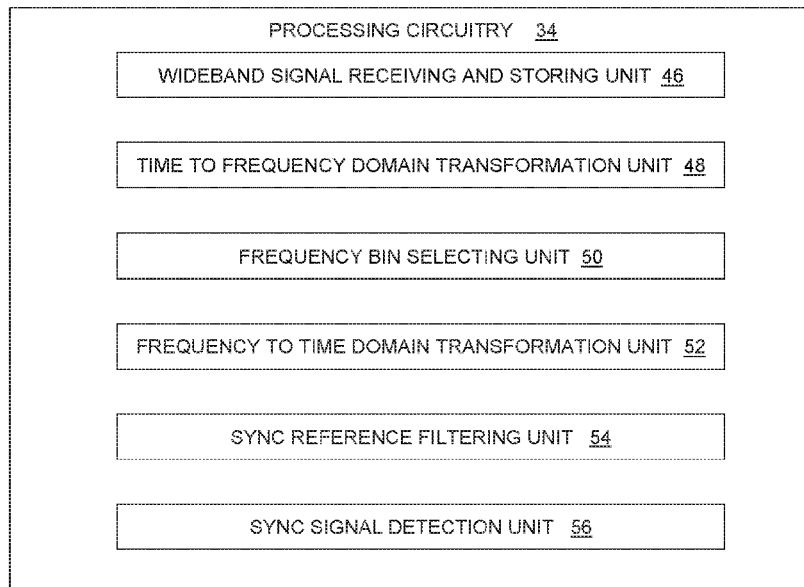 PROCESSING CIRCUITRY 34
WIDEBAND SIGNAL RECEIVING AND STORING UNIT 46
TIME TO FREQUENCY DOMAIN TRANSFORMATION UNIT 48
FREQUENCY BIN SELECTING UNIT 50
FREQUENCY TO TIME DOMAIN TRANSFORMATION UNIT 52
SYNC REFERENCE FILTERING UNIT 54
SYNC SIGNAL DETECTION UNIT 56